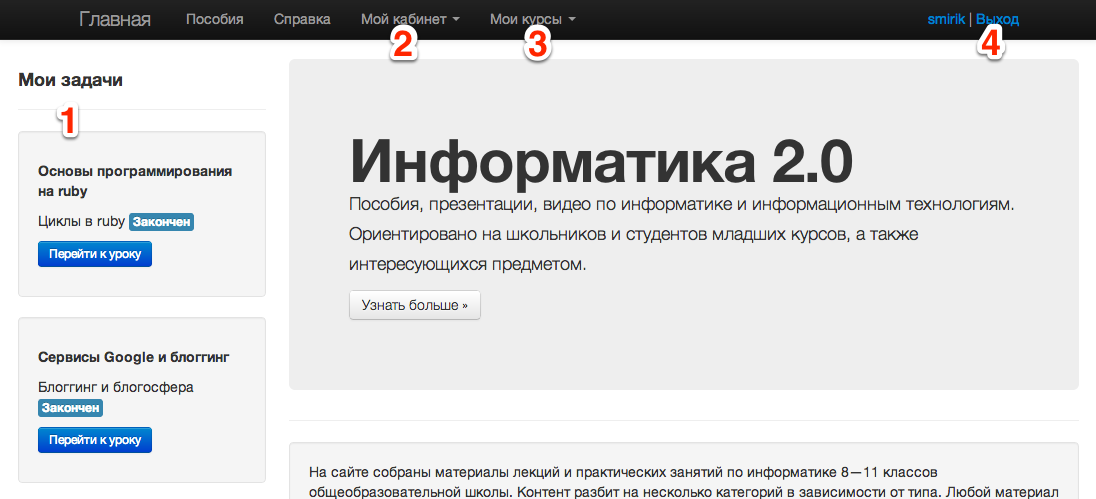 Главная Пособия Справка Мой кабинет Мои курсы smirik | Выход
2 3 4
Мои задачи
1
Основы программирования
на ruby
Циклы в ruby Закончен
Перейти к уроку
Сервисы Google и блоггинг
Блоггинг и блогосфера
Закончен
Перейти к уроку
Информатика 2.0
Пособия, презентации, видео по информатике и информационным технологиям.
Ориентировано на школьников и студентов младших курсов, а также
интересующихся предметом.
Узнать больше »
На сайте собраны материалы лекций и практических занятий по информатике 8—11 классов
общеобразовательной школы. Контент разбит на несколько категорий в зависимости от типа. Любой материал